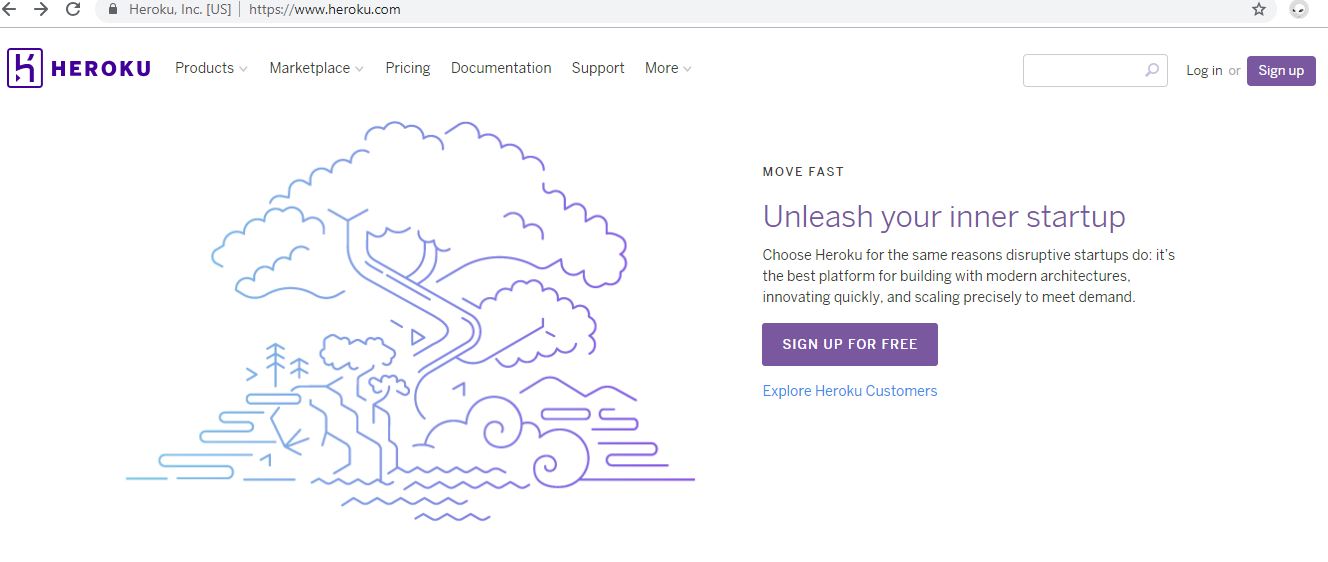 Heroku, Inc. [US] https://www.heroku.com
HEROKU Products Marketplace Pricing Documentation Support More Log in or Sign up
MOVE FAST
Unleash your inner startup
Choose Heroku for the same reasons disruptive startups do: it's
the best platform for building with modern architectures,
innovating quickly, and scaling precisely to meet demand.
SIGN UP FOR FREE
Explore Heroku Customers